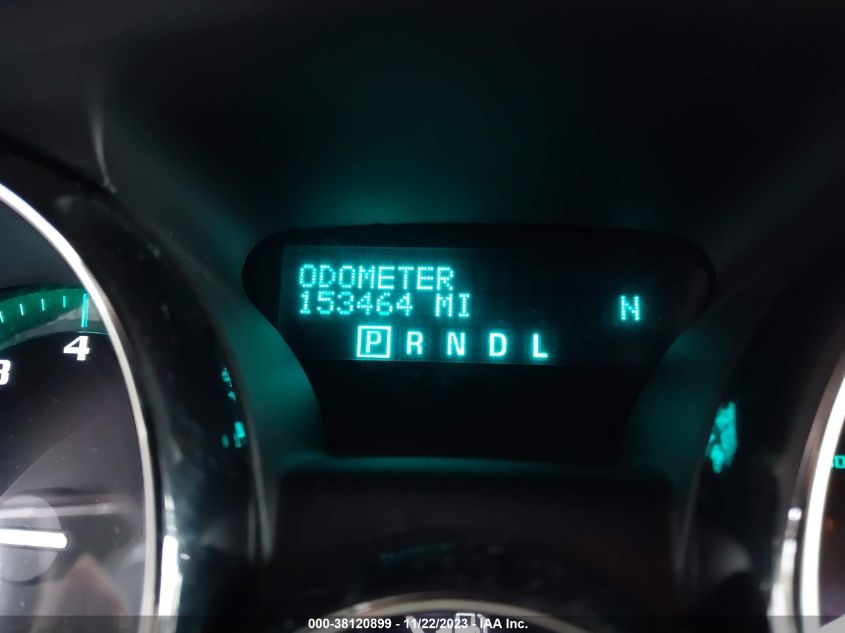 ODOMETER
153464 MI N
P R N D L
4
000-38120899 - 11/22/2023 - IAA Inc.